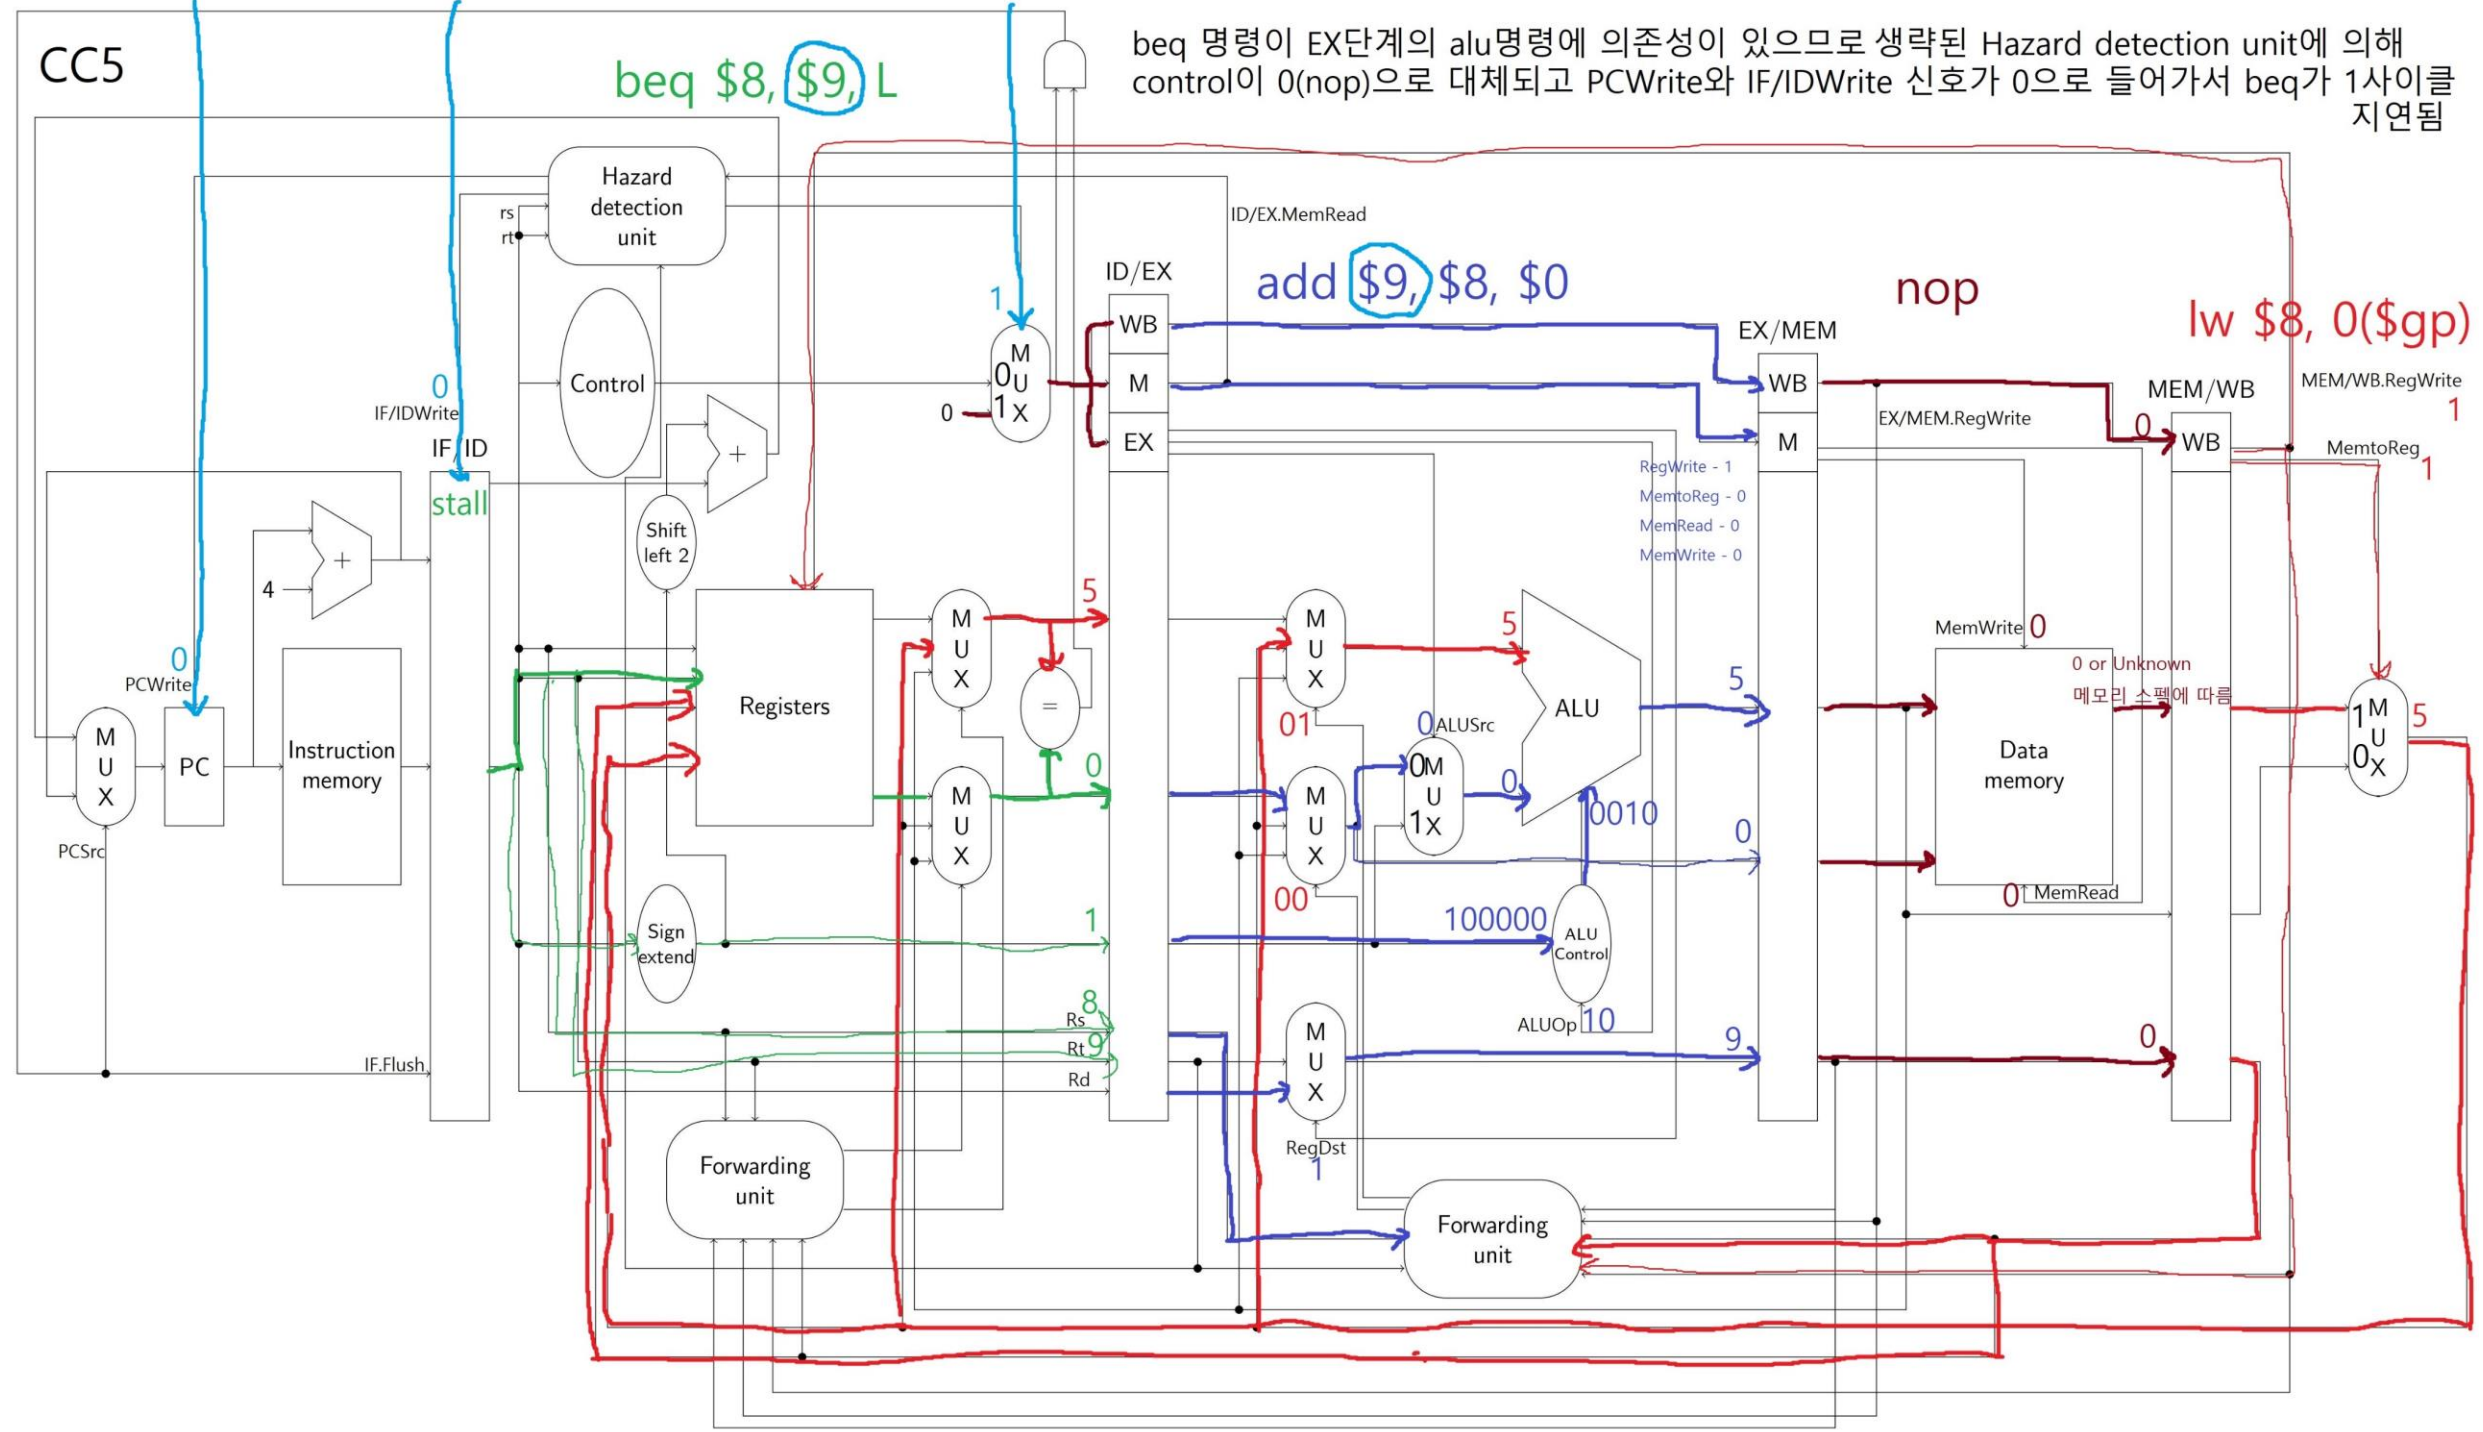 CC5
beq $8, $9, L
beq 명령이 EX단계의 alu명령에 의존성이 있으므로 생략된 Hazard detection unit에 의해
control이 0(nop)으로 대체되고 PCWrite와 IF/IDWrite 신호가 0으로 들어가서 beq가 1사이클
지연됨
Hazard
detection
unit
rs
rt
ID/EX.MemRead
ID/EX
add $9, $8, $0
nop
lw $8, 0($gp)
1
WB
M
EX
EX/MEM
WB
M
MEM/WB
WB
MEM/WB.RegWrite
1
EX/MEM.RegWrite
0
MemtoReg
1
Control
M
0U
1X
0
0
IF/IDWrite
IF/ID
stall
+
Shift
left 2
RegWrite - 1
MemtoReg - 0
MemRead - 0
MemWrite - 0
+
4
0
PCWrite
M
U
X
PC
Instruction
memory
PCSrc
IF.Flush
Registers
M
U
X
5
=
M
U
X
0
Sign
extend
1
8
Rs
Rt 9
Rd
Forwarding
unit
M
U
X
01
M
U
X
00
0 ALUSrc
0M
U
1X
5
0
ALU
0010
100000
ALU
Control
ALUOp 10
M
U
X
RegDst
1
Forwarding
unit
5
0
9
MemWrite 0
0 or Unknown
메모리 스펙에 따름
Data
memory
0 MemRead
0
1M
U
0X
5